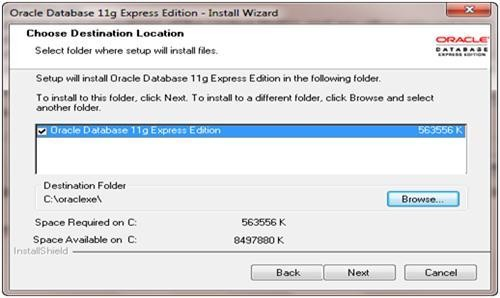 Oracle Database 11g Express Edition - Install Wizard
Choose Destination Location
Select folder where setup will install files.
ORACLE
DATABASE
EXPRESS EDITION
Setup will install Oracle Database 11g Express Edition in the following folder.
To install to this folder, click Next. To install to a different folder, click Browse and select
another folder.
Oracle Database 11g Express Edition 563556 K
Destination Folder
C:\oraclexe\
Browse...
Space Required on C: 563556 K
Space Available on C: 8497880 K
InstallShield
Back Next Cancel